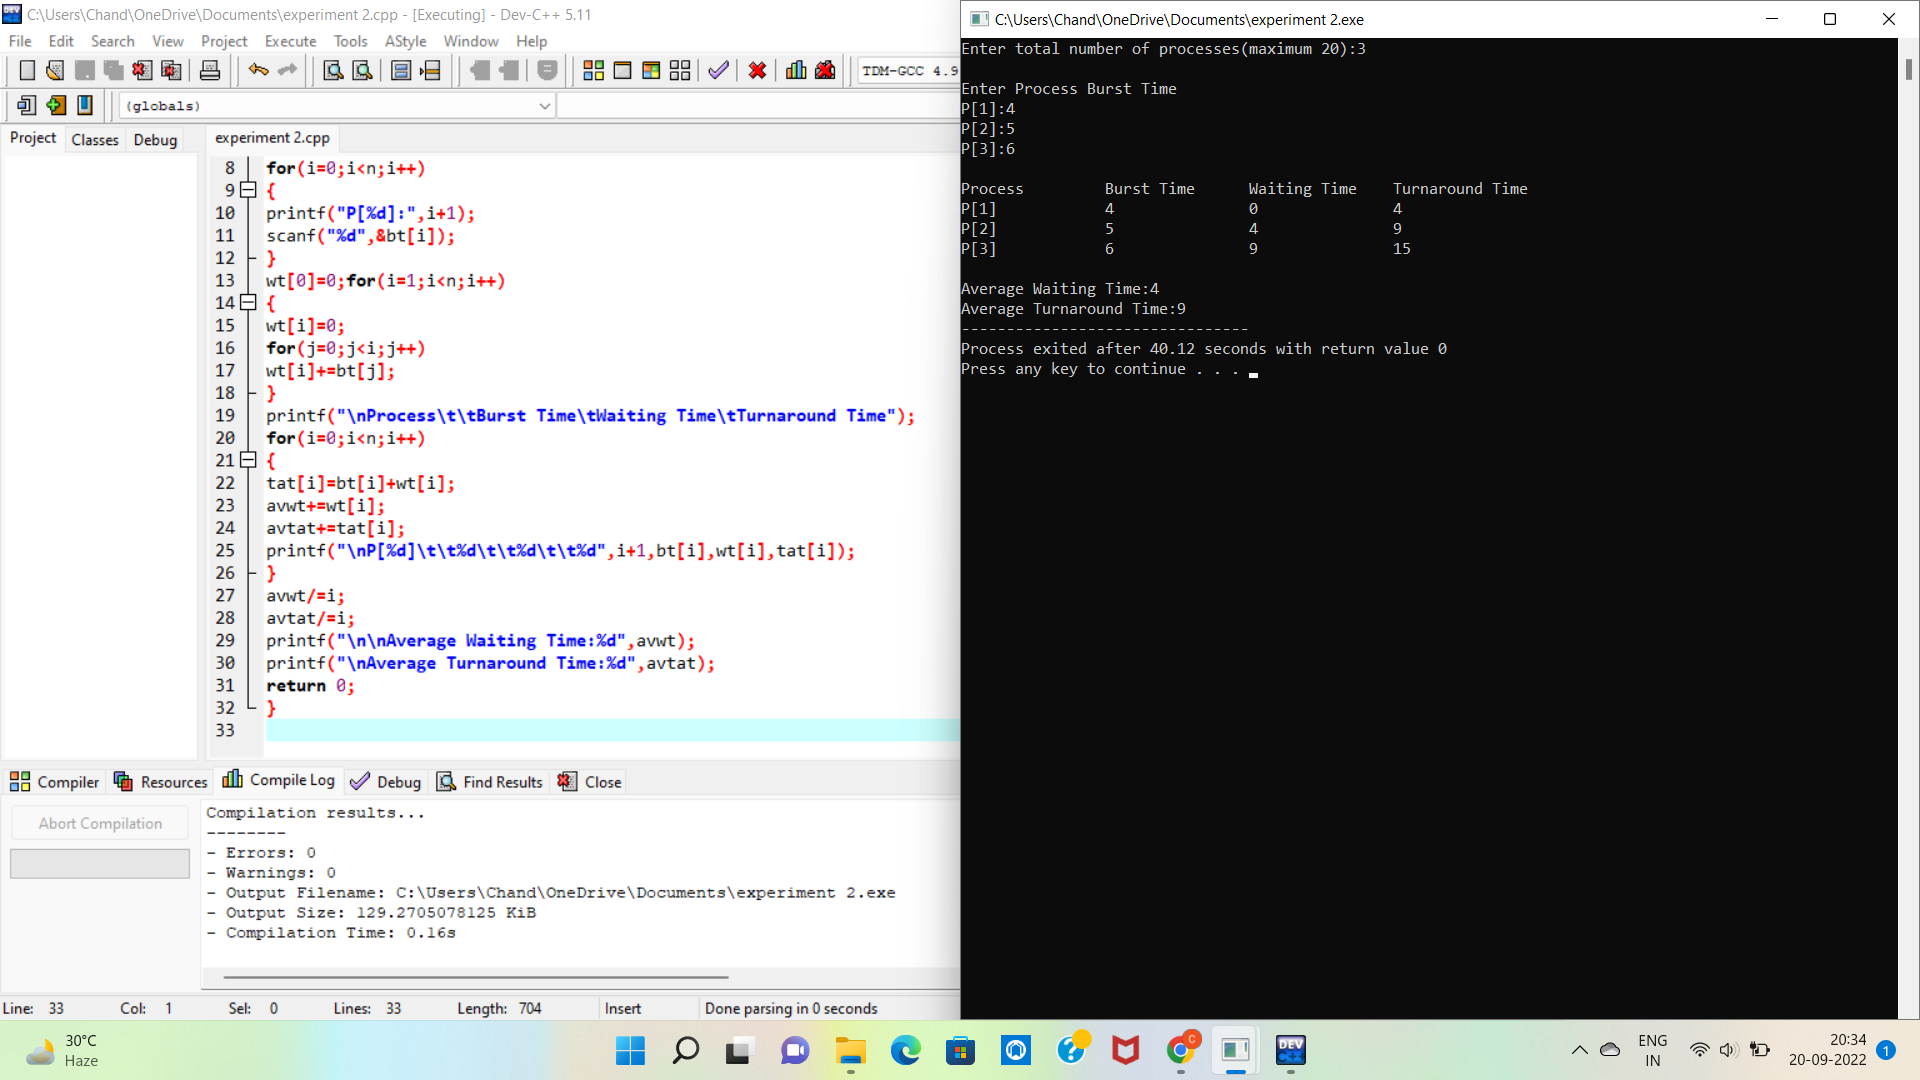 C:\Users\Chand\OneDrive\Documents\experiment 2.cpp - [Executing] - Dev-C++ 5.11
File Edit Search View Project Execute Tools AStyle Window Help
TDM-GCC 4.9
(globals)
Project Classes Debug
experiment 2.cpp
8 for(i=0;i<n;i++)
9 {
10 printf("P[%d]:",i+1);
11 scanf("%d",&bt[i]);
12 }
13 wt[0]=0;for(i=1;i<n;i++)
14 {
15 wt[i]=0;
16 for(j=0;j<i;j++)
17 wt[i]+=bt[j];
18 }
19 printf("\nProcess\t\tBurst Time\tWaiting Time\tTurnaround Time");
20 for(i=0;i<n;i++)
21 {
22 tat[i]=bt[i]+wt[i];
23 avwt+=wt[i];
24 avtat+=tat[i];
25 printf("\nP[%d]\t\t%d\t\t%d\t\t%d",i+1,bt[i],wt[i],tat[i]);
26 }
27 avwt/=i;
28 avtat/=i;
29 printf("\n\nAverage Waiting Time:%d",avwt);
30 printf("\nAverage Turnaround Time:%d",avtat);
31 return 0;
32 }
33
Compiler Resources Compile Log Debug Find Results Close
Abort Compilation
Compilation results...
--------
- Errors: 0
- Warnings: 0
- Output Filename: C:\Users\Chand\OneDrive\Documents\experiment 2.exe
- Output Size: 129.2705078125 KiB
- Compilation Time: 0.16s
Line: 33 Col: 1 Sel: 0 Lines: 33 Length: 704 Insert Done parsing in 0 seconds
C:\Users\Chand\OneDrive\Documents\experiment 2.exe
Enter total number of processes(maximum 20):3
Enter Process Burst Time
P[1]:4
P[2]:5
P[3]:6
Process Burst Time Waiting Time Turnaround Time
P[1] 4 0 4
P[2] 5 4 9
P[3] 6 9 15
Average Waiting Time:4
Average Turnaround Time:9
--------------------------------
Process exited after 40.12 seconds with return value 0
Press any key to continue . . .
30°C
Haze
DEV
C++
C
ENG
IN
20:34
20-09-2022
1